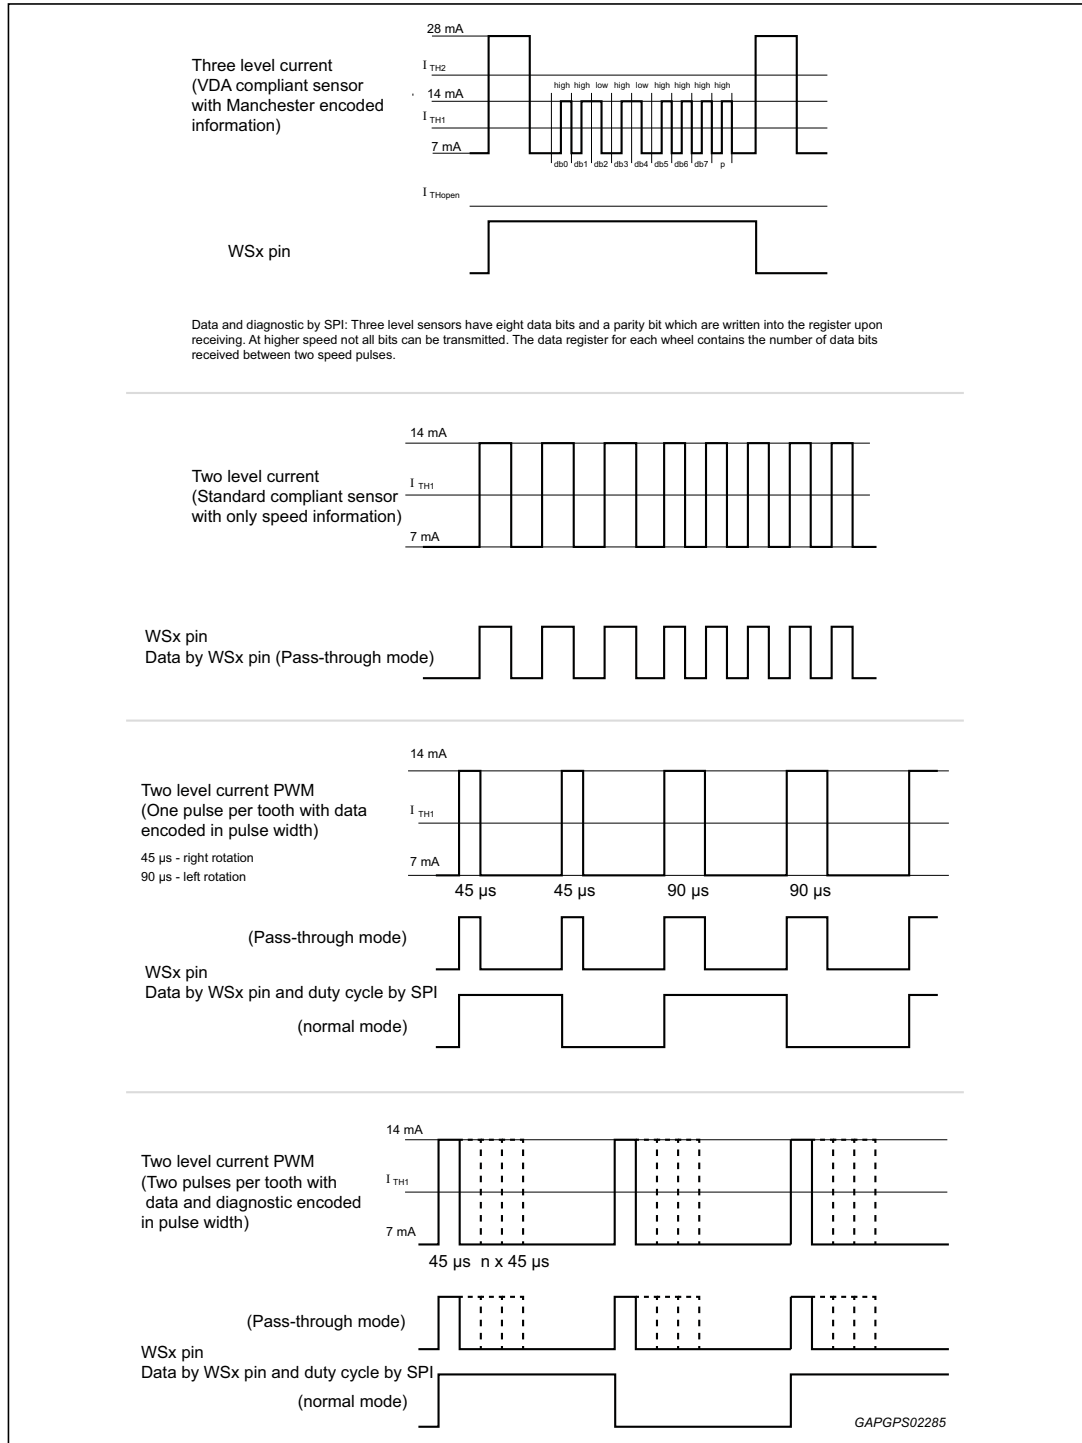 28 mA
Three level current
(VDA compliant sensor
with Manchester encoded
information)
I TH2
high high low high low high high high high
14 mA
I TH1
7 mA
db0 db1 db2 db3 db4 db5 db6 db7 p
I THopen
WSx pin
Data and diagnostic by SPI: Three level sensors have eight data bits and a parity bit which are written into the register upon
receiving. At higher speed not all bits can be transmitted. The data register for each wheel contains the number of data bits
received between two speed pulses.
14 mA
Two level current
(Standard compliant sensor
with only speed information)
I TH1
7 mA
WSx pin
Data by WSx pin (Pass-through mode)
14 mA
Two level current PWM
(One pulse per tooth with data
encoded in pulse width)
I TH1
45 µs - right rotation
90 µs - left rotation
7 mA
45 µs 45 µs 90 µs 90 µs
(Pass-through mode)
WSx pin
Data by WSx pin and duty cycle by SPI
(normal mode)
14 mA
Two level current PWM
(Two pulses per tooth with
data and diagnostic encoded
in pulse width)
I TH1
7 mA
45 µs n x 45 µs
(Pass-through mode)
WSx pin
Data by WSx pin and duty cycle by SPI
(normal mode)
GAPGPS02285